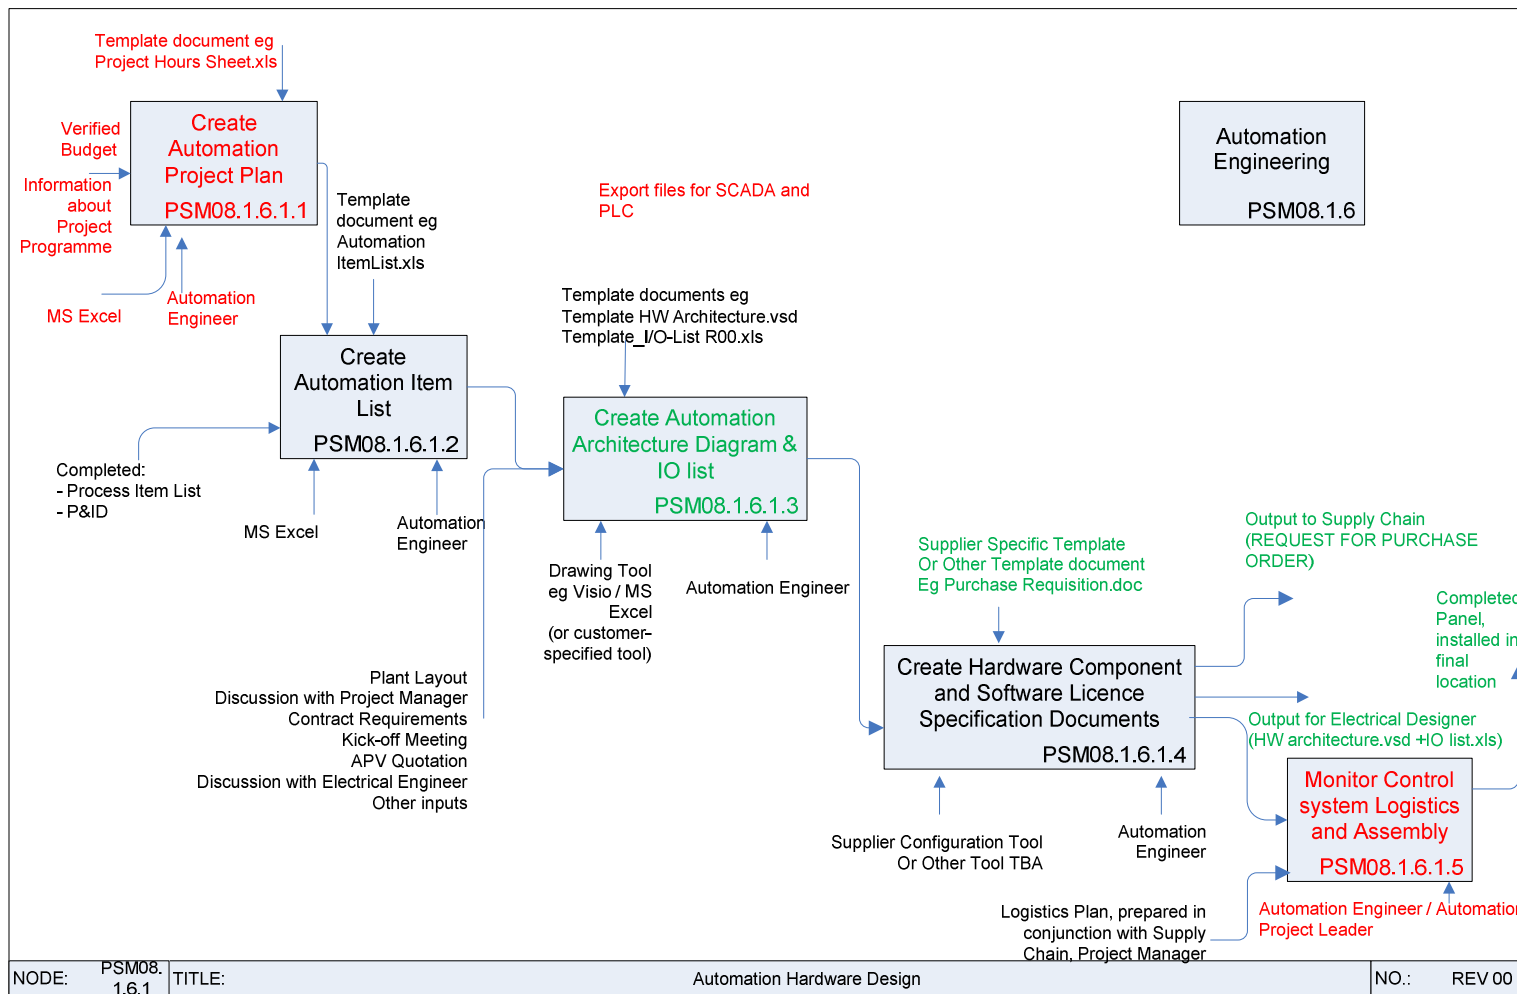 Template document eg
Project Hours Sheet.xls
Create
Automation
Project Plan
PSM08.1.6.1.1
Verified
Budget
Information
about
Project
Programme
MS Excel
Automation
Engineer
Template
document eg
Automation
ItemList.xls
Export files for SCADA and
PLC
Automation
Engineering
PSM08.1.6
Create
Automation Item
List
PSM08.1.6.1.2
Completed:
- Process Item List
- P&ID
MS Excel
Automation
Engineer
Template documents eg
Template HW Architecture.vsd
Template_I/O-List R00.xls
Create Automation
Architecture Diagram &
IO list
PSM08.1.6.1.3
Drawing Tool
eg Visio / MS
Excel
(or customer-
specified tool)
Automation Engineer
Plant Layout
Discussion with Project Manager
Contract Requirements
Kick-off Meeting
APV Quotation
Discussion with Electrical Engineer
Other inputs
Supplier Specific Template
Or Other Template document
Eg Purchase Requisition.doc
Create Hardware Component
and Software Licence
Specification Documents
PSM08.1.6.1.4
Supplier Configuration Tool
Or Other Tool TBA
Automation
Engineer
Output to Supply Chain
(REQUEST FOR PURCHASE
ORDER)
Completed
Panel,
installed in
final
location
Output for Electrical Designer
(HW architecture.vsd +IO list.xls)
Monitor Control
system Logistics
and Assembly
PSM08.1.6.1.5
Logistics Plan, prepared in
conjunction with Supply
Chain, Project Manager
Automation Engineer / Automation
Project Leader
NODE:
PSM08.
1.6.1
TITLE:
Automation Hardware Design
NO.:
REV 00